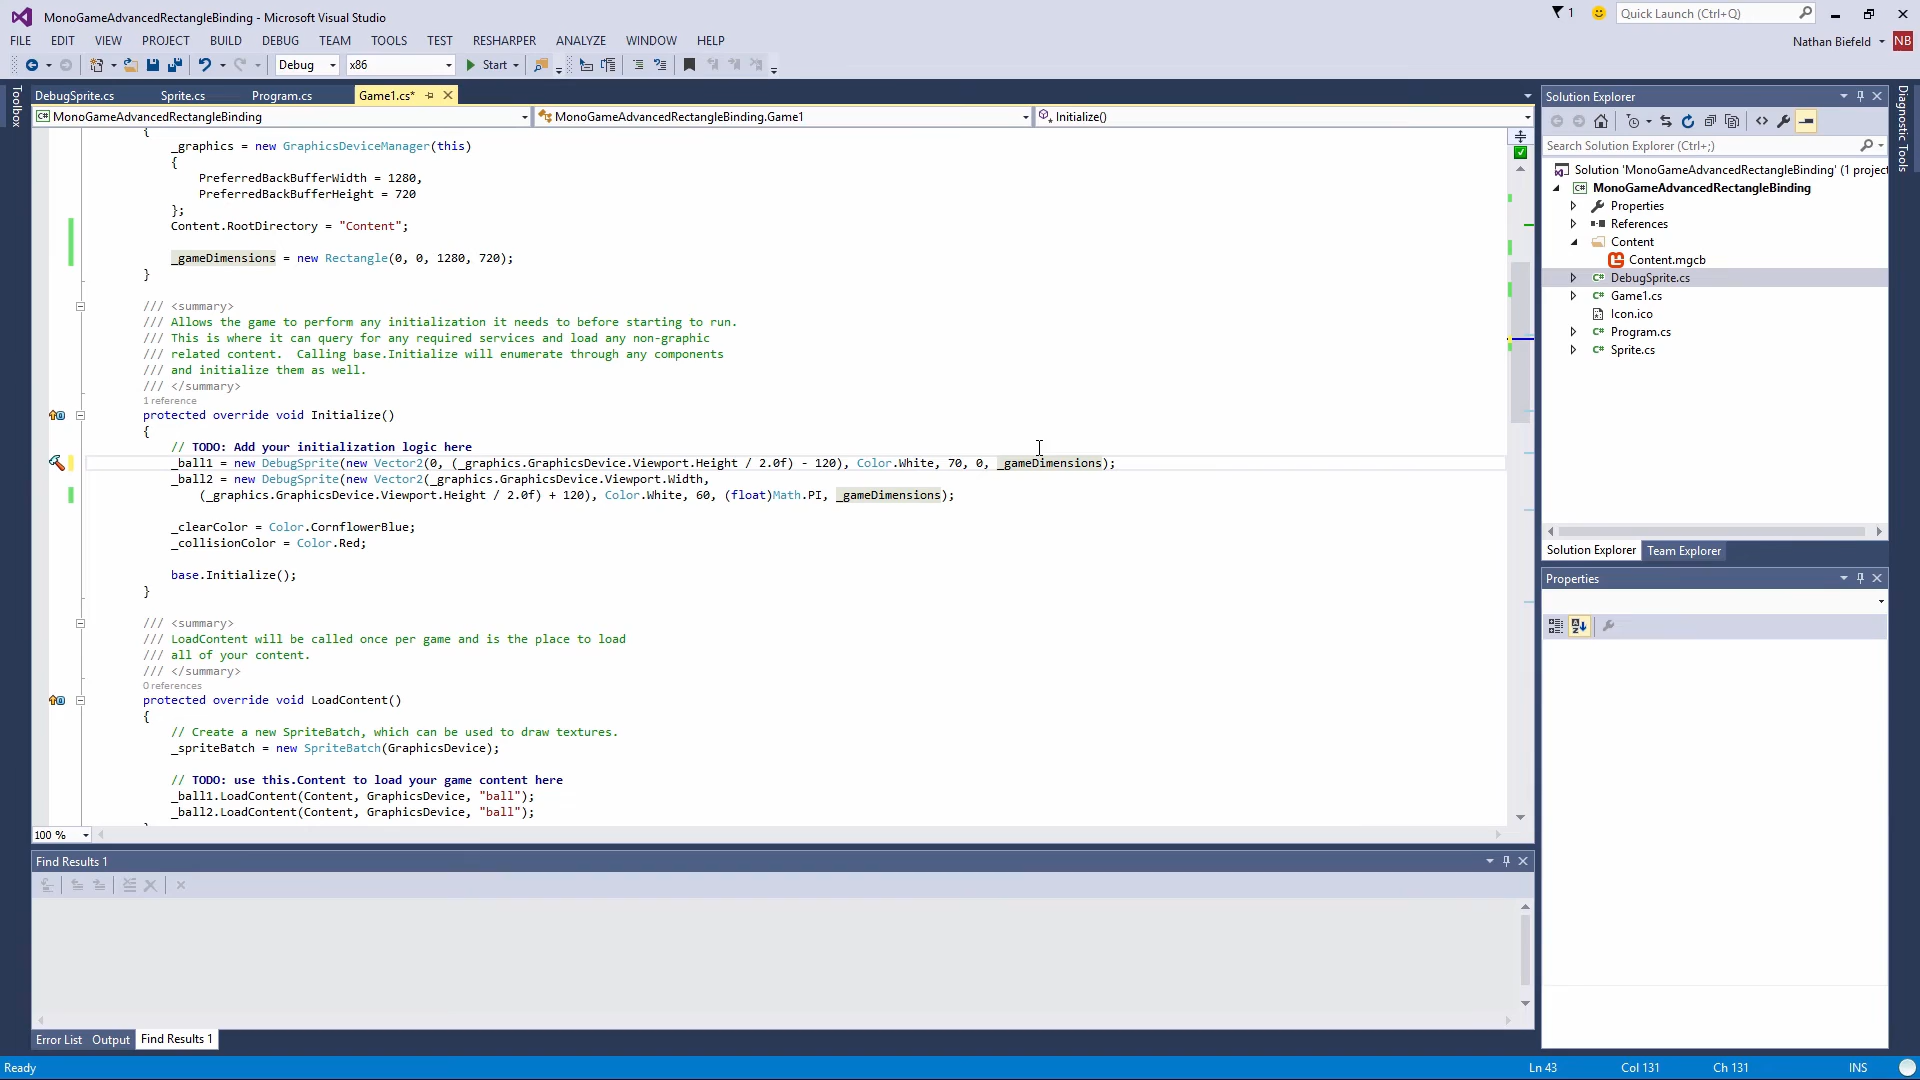 MonoGameAdvancedRectangleBinding - Microsoft Visual Studio
1
Quick Launch (Ctrl+Q)
FILE EDIT VIEW PROJECT BUILD DEBUG TEAM TOOLS TEST RESHARPER ANALYZE WINDOW HELP
Nathan Biefeld NB
Debug x86 Start
Toolbox
DebugSprite.cs Sprite.cs Program.cs Game1.cs*
MonoGameAdvancedRectangleBinding MonoGameAdvancedRectangleBinding.Game1 Initialize()
{
_graphics = new GraphicsDeviceManager(this)
{
PreferredBackBufferWidth = 1280,
PreferredBackBufferHeight = 720
};
Content.RootDirectory = "Content";
_gameDimensions = new Rectangle(0, 0, 1280, 720);
}
/// <summary>
/// Allows the game to perform any initialization it needs to before starting to run.
/// This is where it can query for any required services and load any non-graphic
/// related content.  Calling base.Initialize will enumerate through any components
/// and initialize them as well.
/// </summary>
1 reference
protected override void Initialize()
{
// TODO: Add your initialization logic here
_ball1 = new DebugSprite(new Vector2(0, (_graphics.GraphicsDevice.Viewport.Height / 2.0f) - 120), Color.White, 70, 0, _gameDimensions);
_ball2 = new DebugSprite(new Vector2(_graphics.GraphicsDevice.Viewport.Width,
(_graphics.GraphicsDevice.Viewport.Height / 2.0f) + 120), Color.White, 60, (float)Math.PI, _gameDimensions);
_clearColor = Color.CornflowerBlue;
_collisionColor = Color.Red;
base.Initialize();
}
/// <summary>
/// LoadContent will be called once per game and is the place to load
/// all of your content.
/// </summary>
0 references
protected override void LoadContent()
{
// Create a new SpriteBatch, which can be used to draw textures.
_spriteBatch = new SpriteBatch(GraphicsDevice);
// TODO: use this.Content to load your game content here
_ball1.LoadContent(Content, GraphicsDevice, "ball");
_ball2.LoadContent(Content, GraphicsDevice, "ball");
100 %
Find Results 1
Error List Output Find Results 1
Solution Explorer
Search Solution Explorer (Ctrl+;)
Solution 'MonoGameAdvancedRectangleBinding' (1 project
MonoGameAdvancedRectangleBinding
Properties
References
Content
Content.mgcb
DebugSprite.cs
Game1.cs
Icon.ico
Program.cs
Sprite.cs
Solution Explorer Team Explorer
Properties
Diagnostic Tools
Ready Ln 43 Col 131 Ch 131 INS